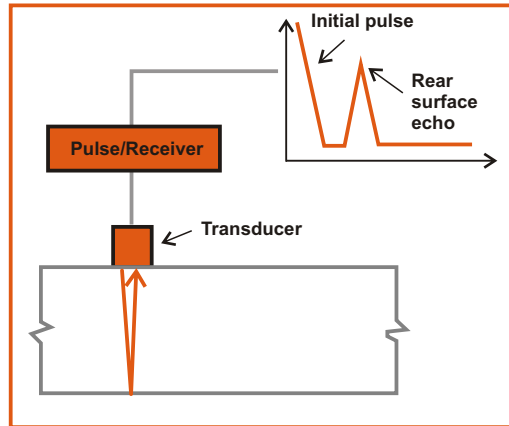 Initial pulse
Rear
surface
echo
Pulse/Receiver
Transducer